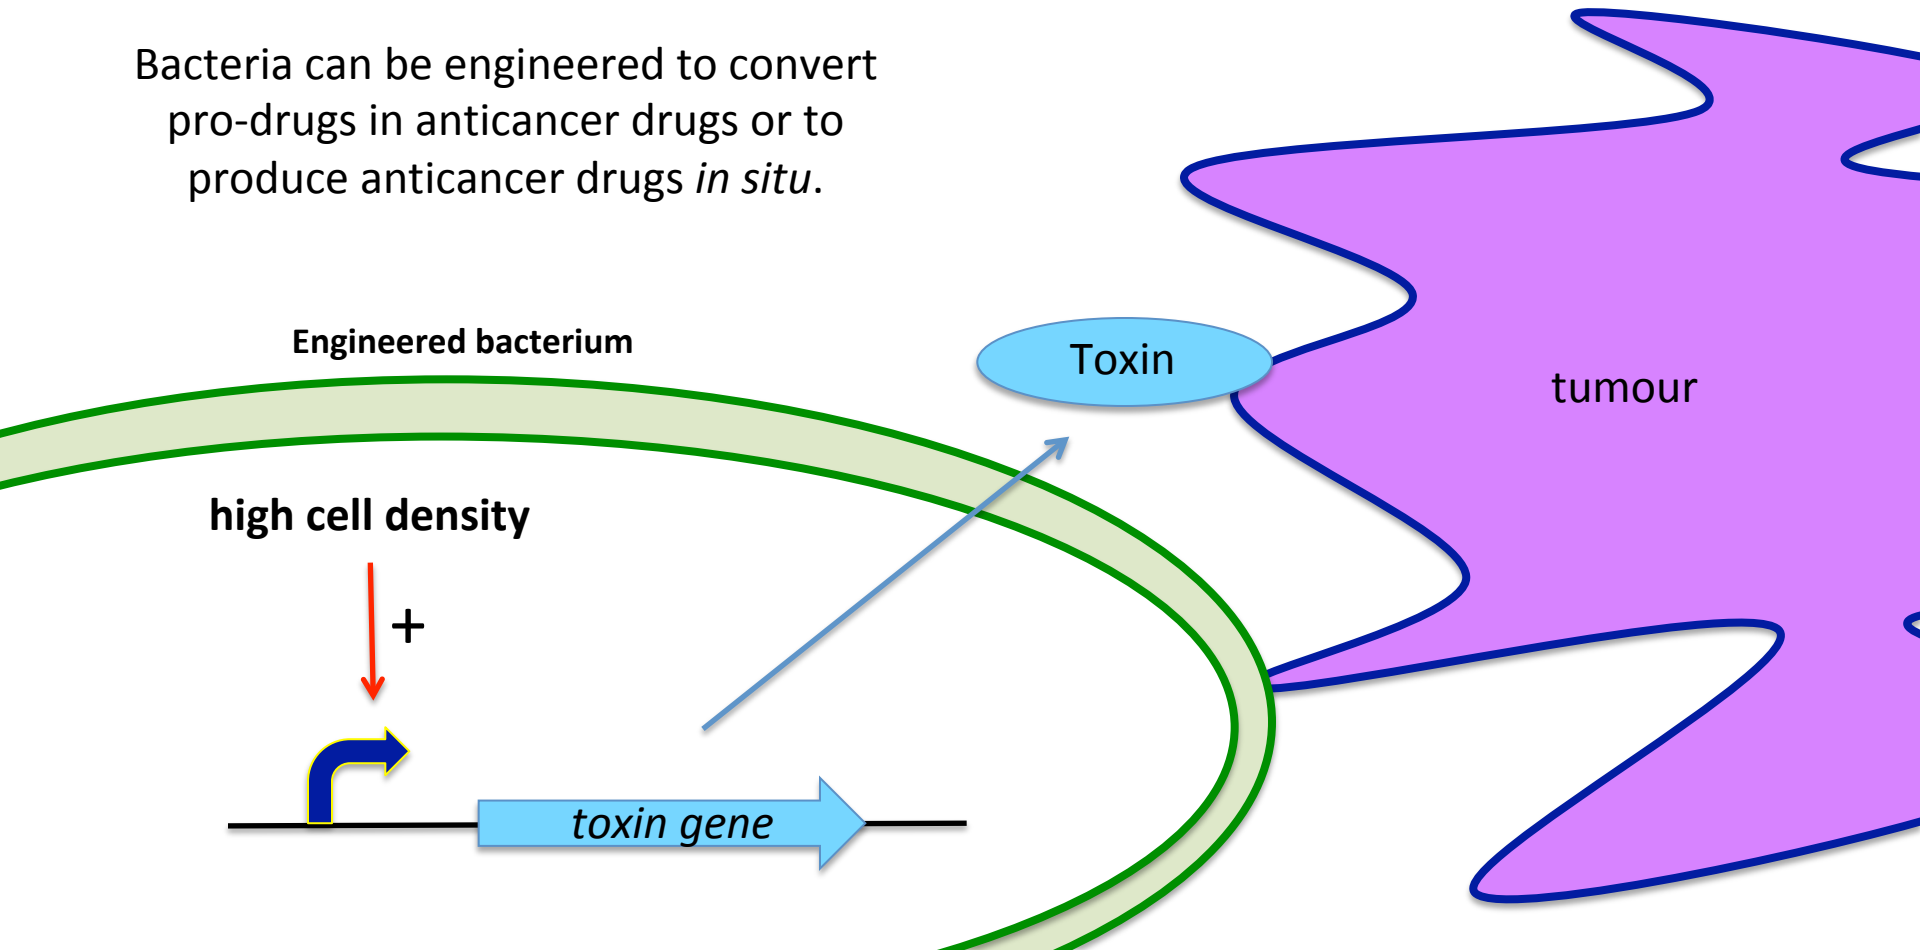 Bacteria can be engineered to convert
pro-drugs in anticancer drugs or to
produce anticancer drugs in situ.
Engineered bacterium
Toxin
tumour
high cell density
+
toxin gene